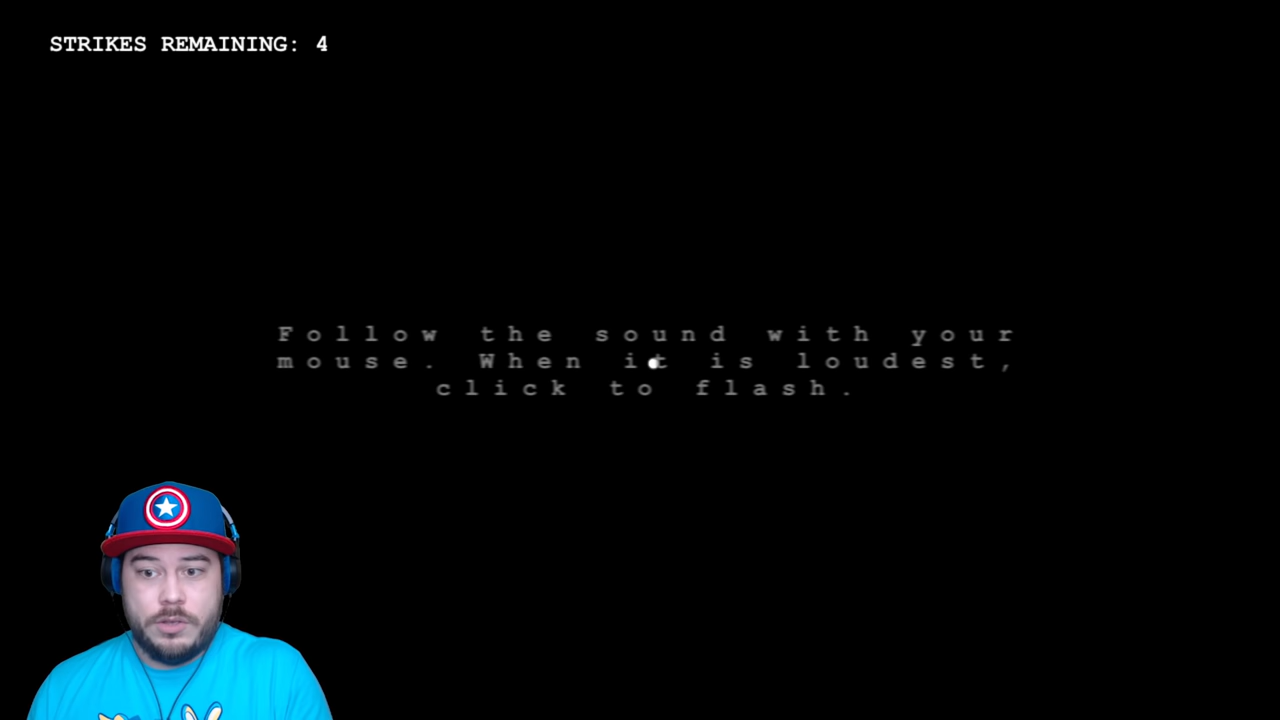 STRIKES REMAINING: 4
Follow the sound with your
mouse. When it is loudest,
click to flash.